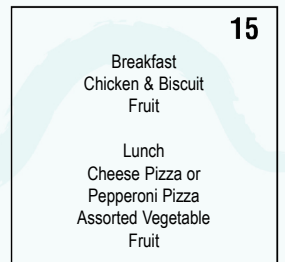 15
Breakfast
Chicken & Biscuit
Fruit
Lunch
Cheese Pizza or
Pepperoni Pizza
Assorted Vegetable
Fruit